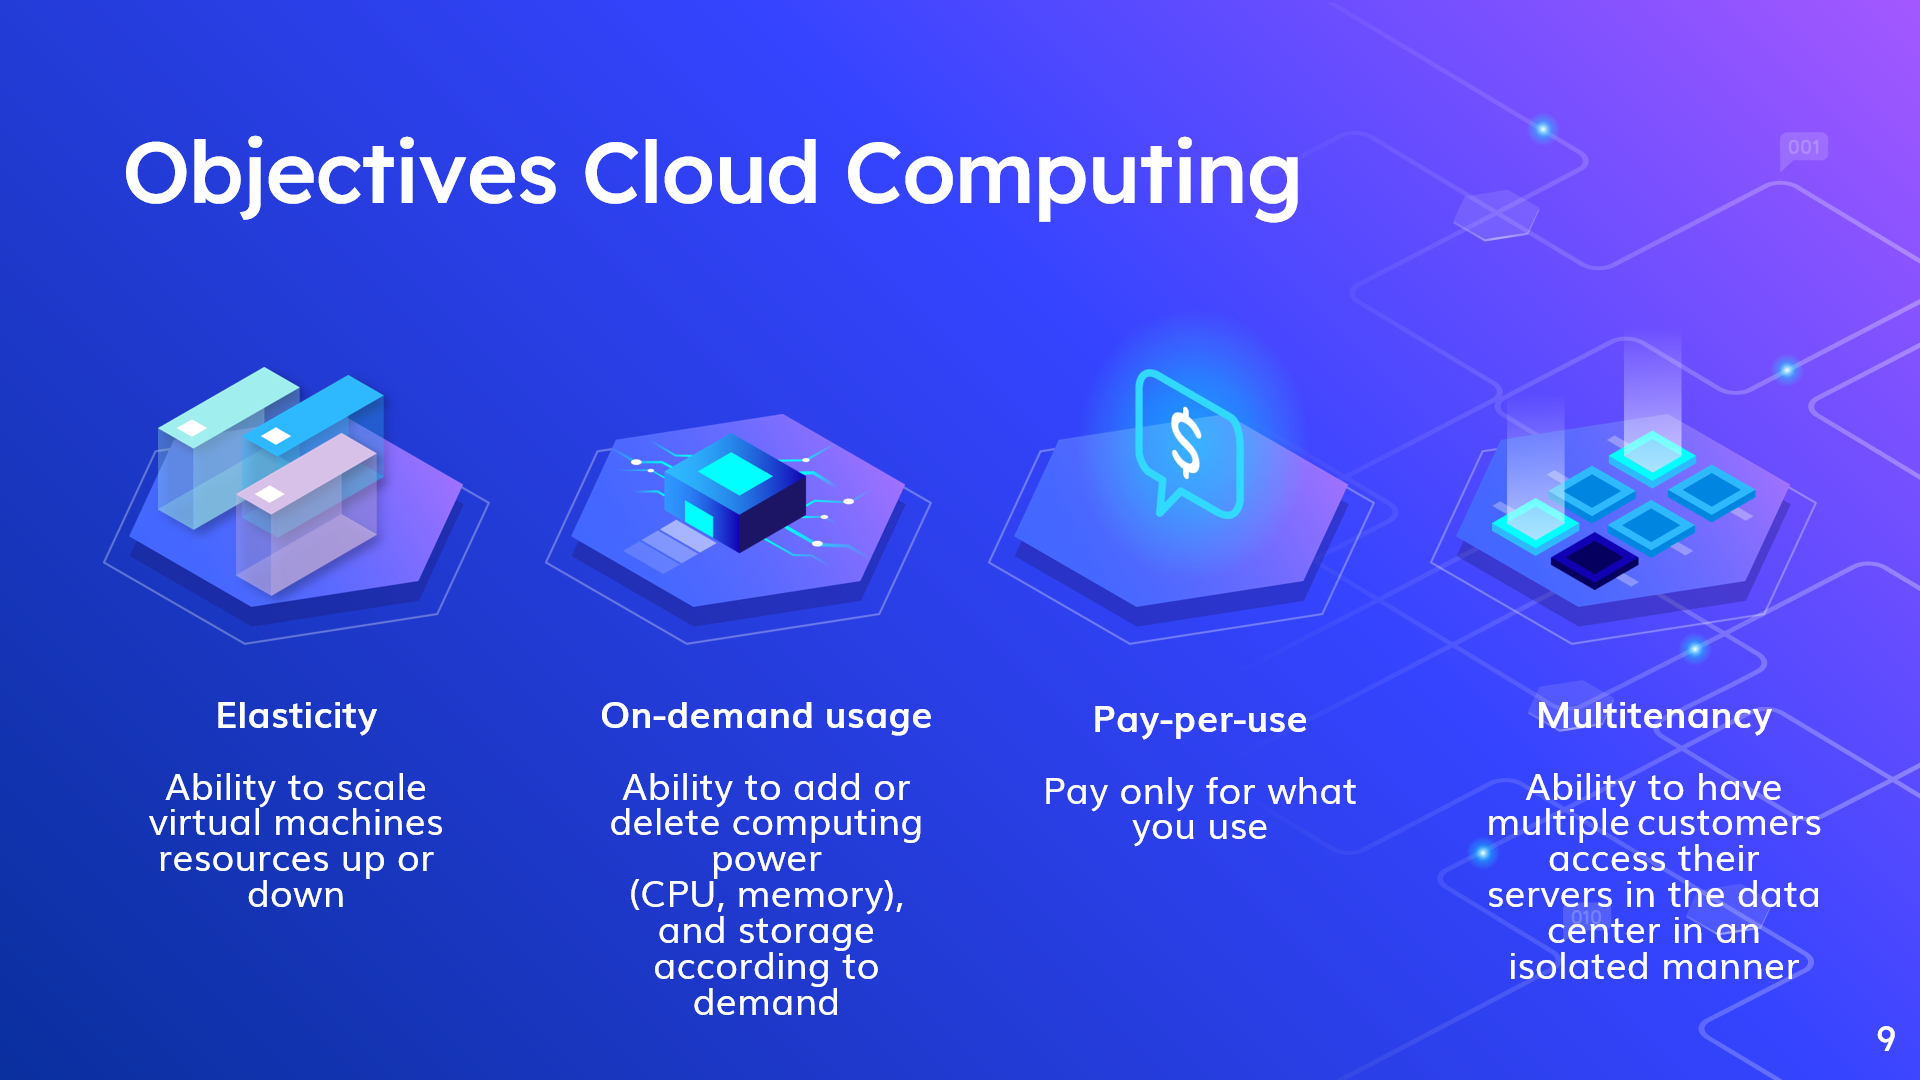 Objectives Cloud Computing
001
$
Elasticity
Ability to scale
virtual machines
resources up or
down
On-demand usage
Ability to add or
delete computing
power
(CPU, memory),
and storage
according to
demand
Pay-per-use
Pay only for what
you use
Multitenancy
Ability to have
multiple customers
access their
servers in the data
center in an
isolated manner
010
9